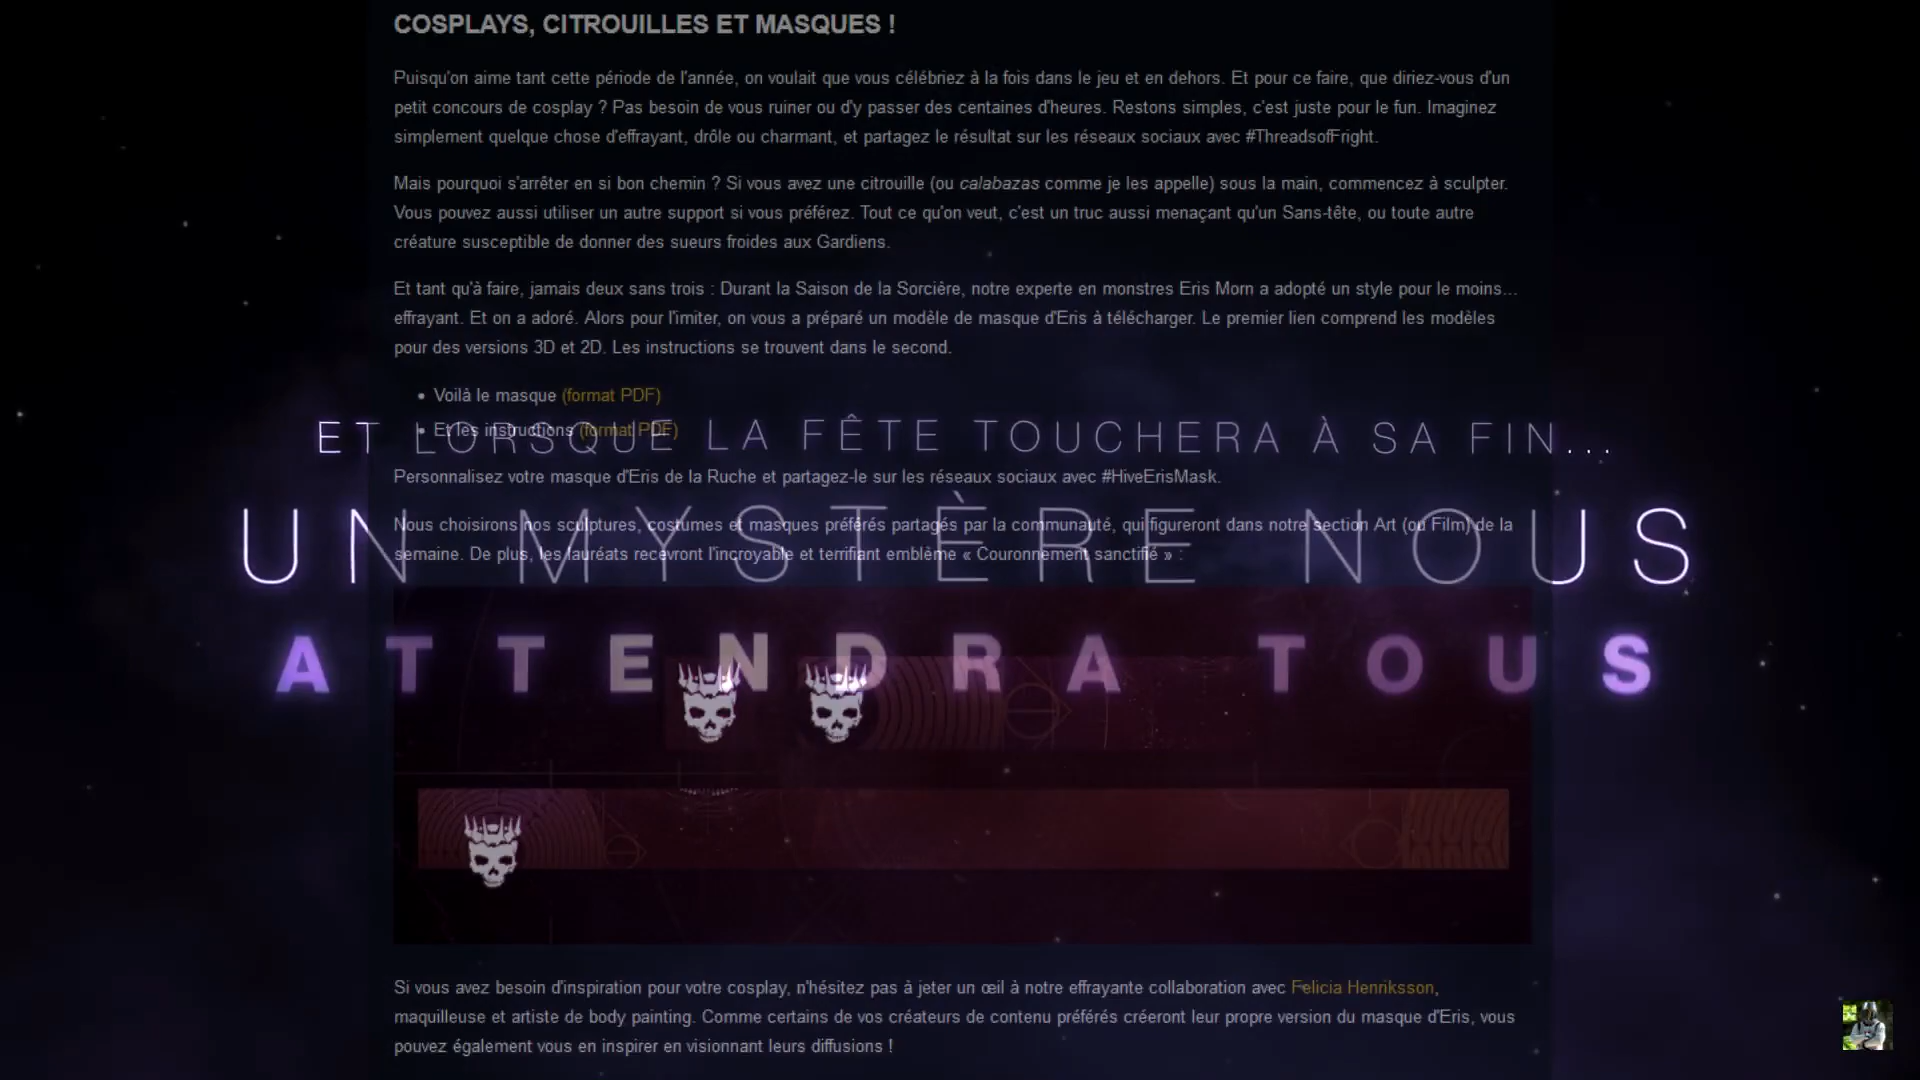 COSPLAYS, CITROUILLES ET MASQUES !
Puisqu'on aime tant cette période de l'année, on voulait que vous célébriez à la fois dans le jeu et en dehors. Et pour ce faire, que diriez-vous d'un
petit concours de cosplay ? Pas besoin de vous ruiner ou d'y passer des centaines d'heures. Restons simples, c'est juste pour le fun. Imaginez
simplement quelque chose d'effrayant, drôle ou charmant, et partagez le résultat sur les réseaux sociaux avec #ThreadsofFright.
Mais pourquoi s'arrêter en si bon chemin ? Si vous avez une citrouille (ou calabazas comme je les appelle) sous la main, commencez à sculpter.
Vous pouvez aussi utiliser un autre support si vous préférez. Tout ce qu'on veut, c'est un truc aussi menaçant qu'un Sans-tête, ou toute autre
créature susceptible de donner des sueurs froides aux Gardiens.
Et tant qu'à faire, jamais deux sans trois : Durant la Saison de la Sorcière, notre experte en monstres Eris Morn a adopté un style pour le moins...
effrayant. Et on a adoré. Alors pour l'imiter, on vous a préparé un modèle de masque d'Eris à télécharger. Le premier lien comprend les modèles
pour des versions 3D et 2D. Les instructions se trouvent dans le second.
• Voilà le masque (format PDF)
• Et les instructions (format PDF)
ET LORSQUE LA FÊTE TOUCHERA À SA FIN...
Personnalisez votre masque d'Eris de la Ruche et partagez-le sur les réseaux sociaux avec #HiveErisMask.
UN MYSTÈRE NOUS
Nous choisirons nos sculptures, costumes et masques préférés partagés par la communauté, qui figureront dans notre section Art (ou Film) de la
semaine. De plus, les lauréats recevront l'incroyable et terrifiant emblème « Couronnement sanctifié » :
ATTENDRA TOUS
Si vous avez besoin d'inspiration pour votre cosplay, n'hésitez pas à jeter un œil à notre effrayante collaboration avec Felicia Henriksson,
maquilleuse et artiste de body painting. Comme certains de vos créateurs de contenu préférés créeront leur propre version du masque d'Eris, vous
pouvez également vous en inspirer en visionnant leurs diffusions !